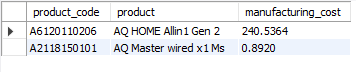 product_code product manufacturing_cost
A6120110206 AQ HOME Allin1 Gen 2 240.5364
A2118150101 AQ Master wired x1 Ms 0.8920